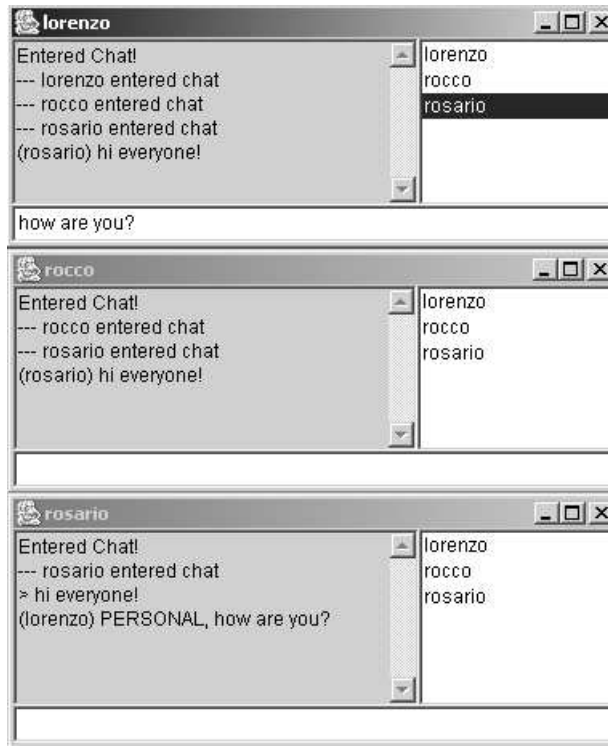 lorenzo
Entered Chat!
--- lorenzo entered chat
--- rocco entered chat
--- rosario entered chat
(rosario) hi everyone!
lorenzo
rocco
rosario
how are you?
rocco
Entered Chat!
--- rocco entered chat
--- rosario entered chat
(rosario) hi everyone!
lorenzo
rocco
rosario
rosario
Entered Chat!
--- rosario entered chat
> hi everyone!
(lorenzo) PERSONAL, how are you?
lorenzo
rocco
rosario